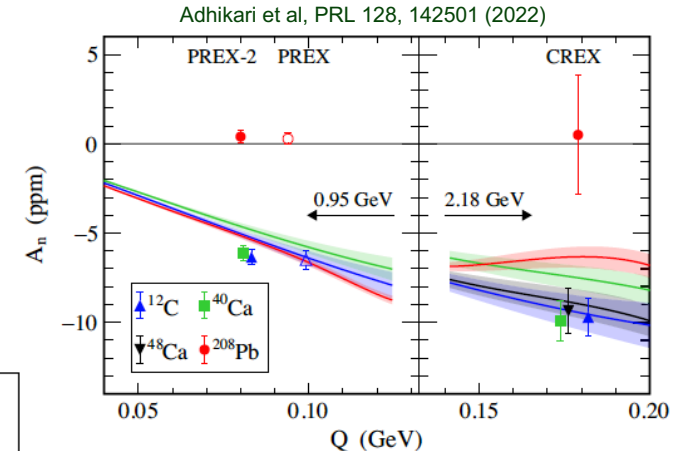 Adhikari et al, PRL 128, 142501 (2022)
PREX-2 PREX CREX
5
0
−5
−10
A_n (ppm)
0.95 GeV 2.18 GeV
¹²C ⁴⁰Ca
⁴⁸Ca ²⁰⁸Pb
0.05 0.10 0.15 0.20
Q (GeV)